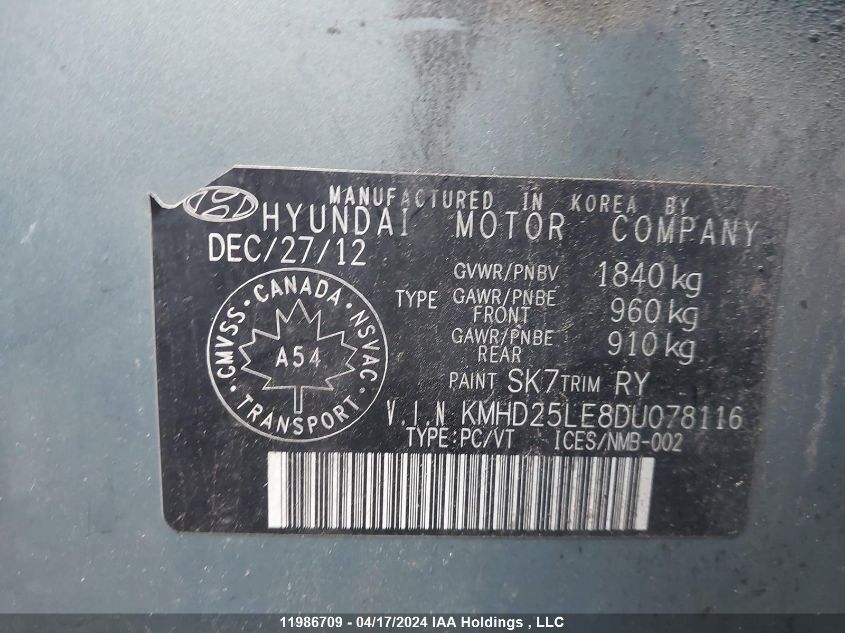 MANUFACTURED IN KOREA BY
HYUNDAI MOTOR COMPANY
DEC/27/12
GVWR/PNBV 1840 kg
TYPE GAWR/PNBE FRONT 960 kg
GAWR/PNBE REAR 910 kg
CMVSS · CANADA · NSVAC · TRANSPORT ·
A54
PAINT SK7 TRIM RY
V.I.N KMHD25LE8DU078116
TYPE:PC/VT ICES/NMB-002
11986709 - 04/17/2024 IAA Holdings , LLC